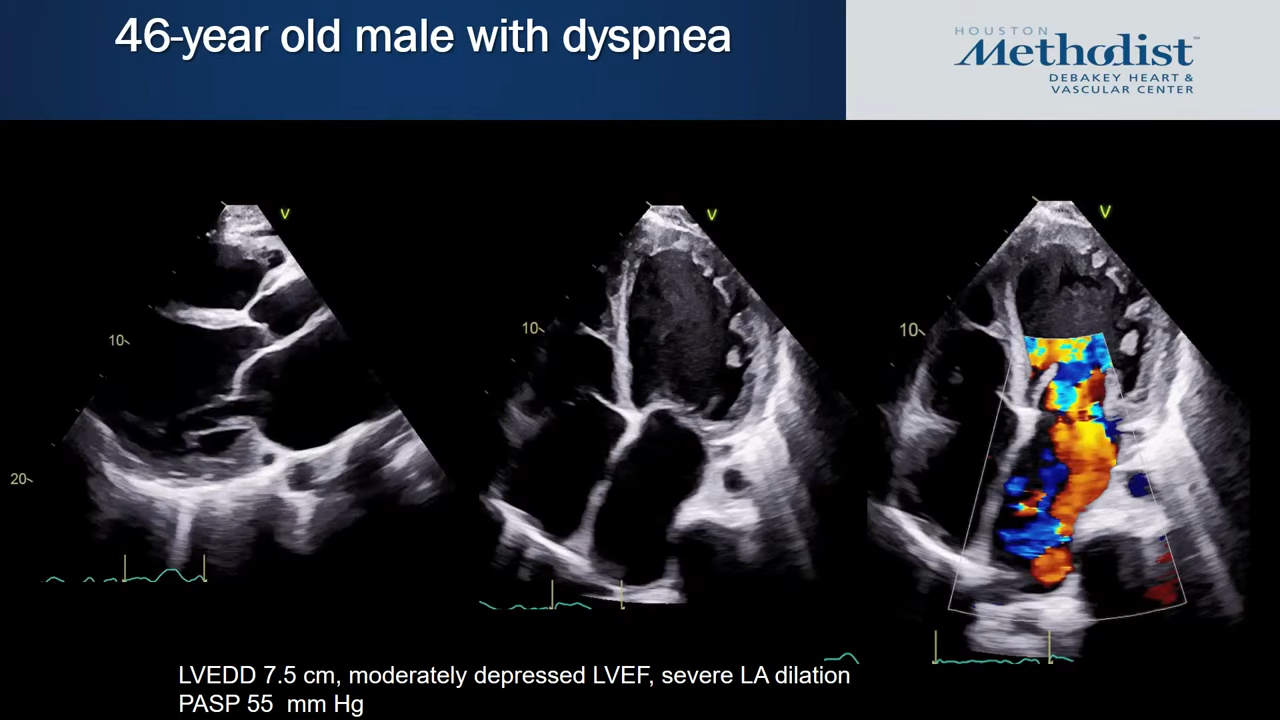 46-year old male with dyspnea
HOUSTON
Methodist™
DEBAKEY HEART &
VASCULAR CENTER
V
V
V
10
10
10
20
LVEDD 7.5 cm, moderately depressed LVEF, severe LA dilation
PASP 55 mm Hg